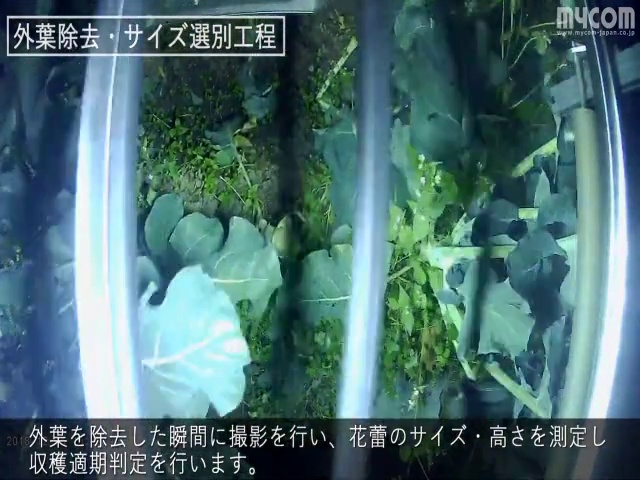 外葉除去・サイズ選別工程
mycom
www.mycom-japan.co.jp
外葉を除去した瞬間に撮影を行い、花蕾のサイズ・高さを測定し
収穫適期判定を行います。